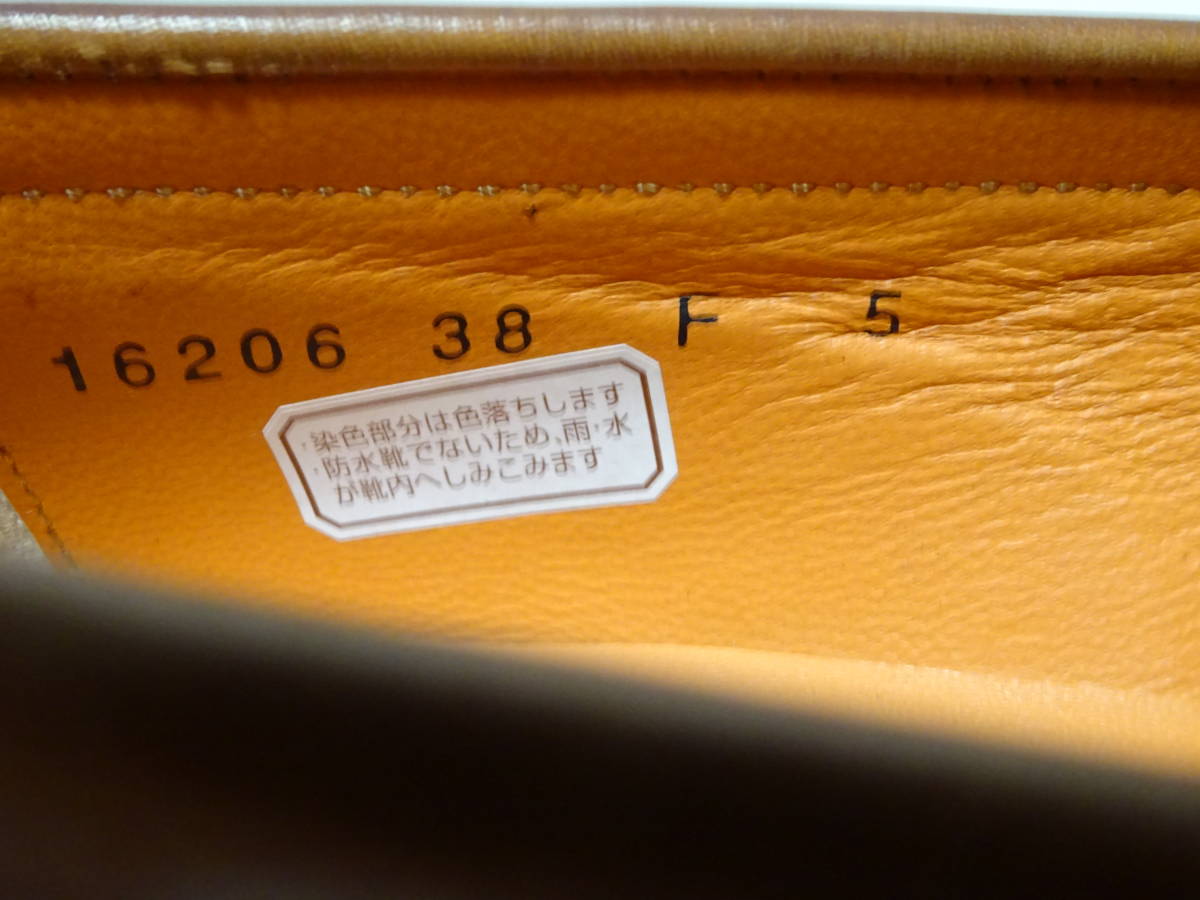 16206 38 F 5
・染色部分は色落ちします
・防水靴でないため、雨・水
が靴内へしみこみます